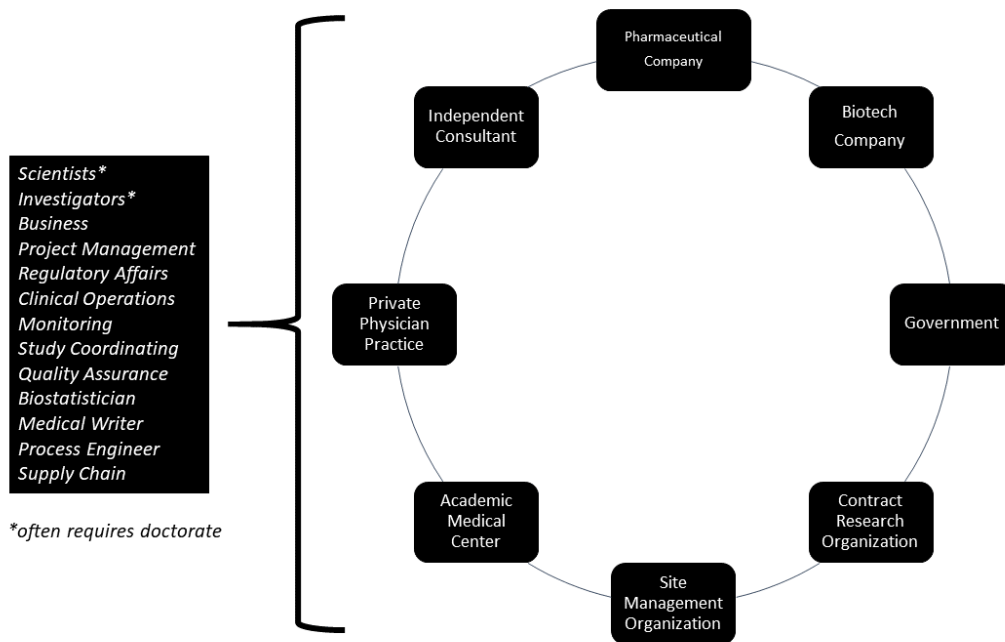 Scientists*
Investigators*
Business
Project Management
Regulatory Affairs
Clinical Operations
Monitoring
Study Coordinating
Quality Assurance
Biostatistician
Medical Writer
Process Engineer
Supply Chain
*often requires doctorate
Pharmaceutical
Company
Biotech
Company
Government
Contract
Research
Organization
Site
Management
Organization
Academic
Medical
Center
Private
Physician
Practice
Independent
Consultant